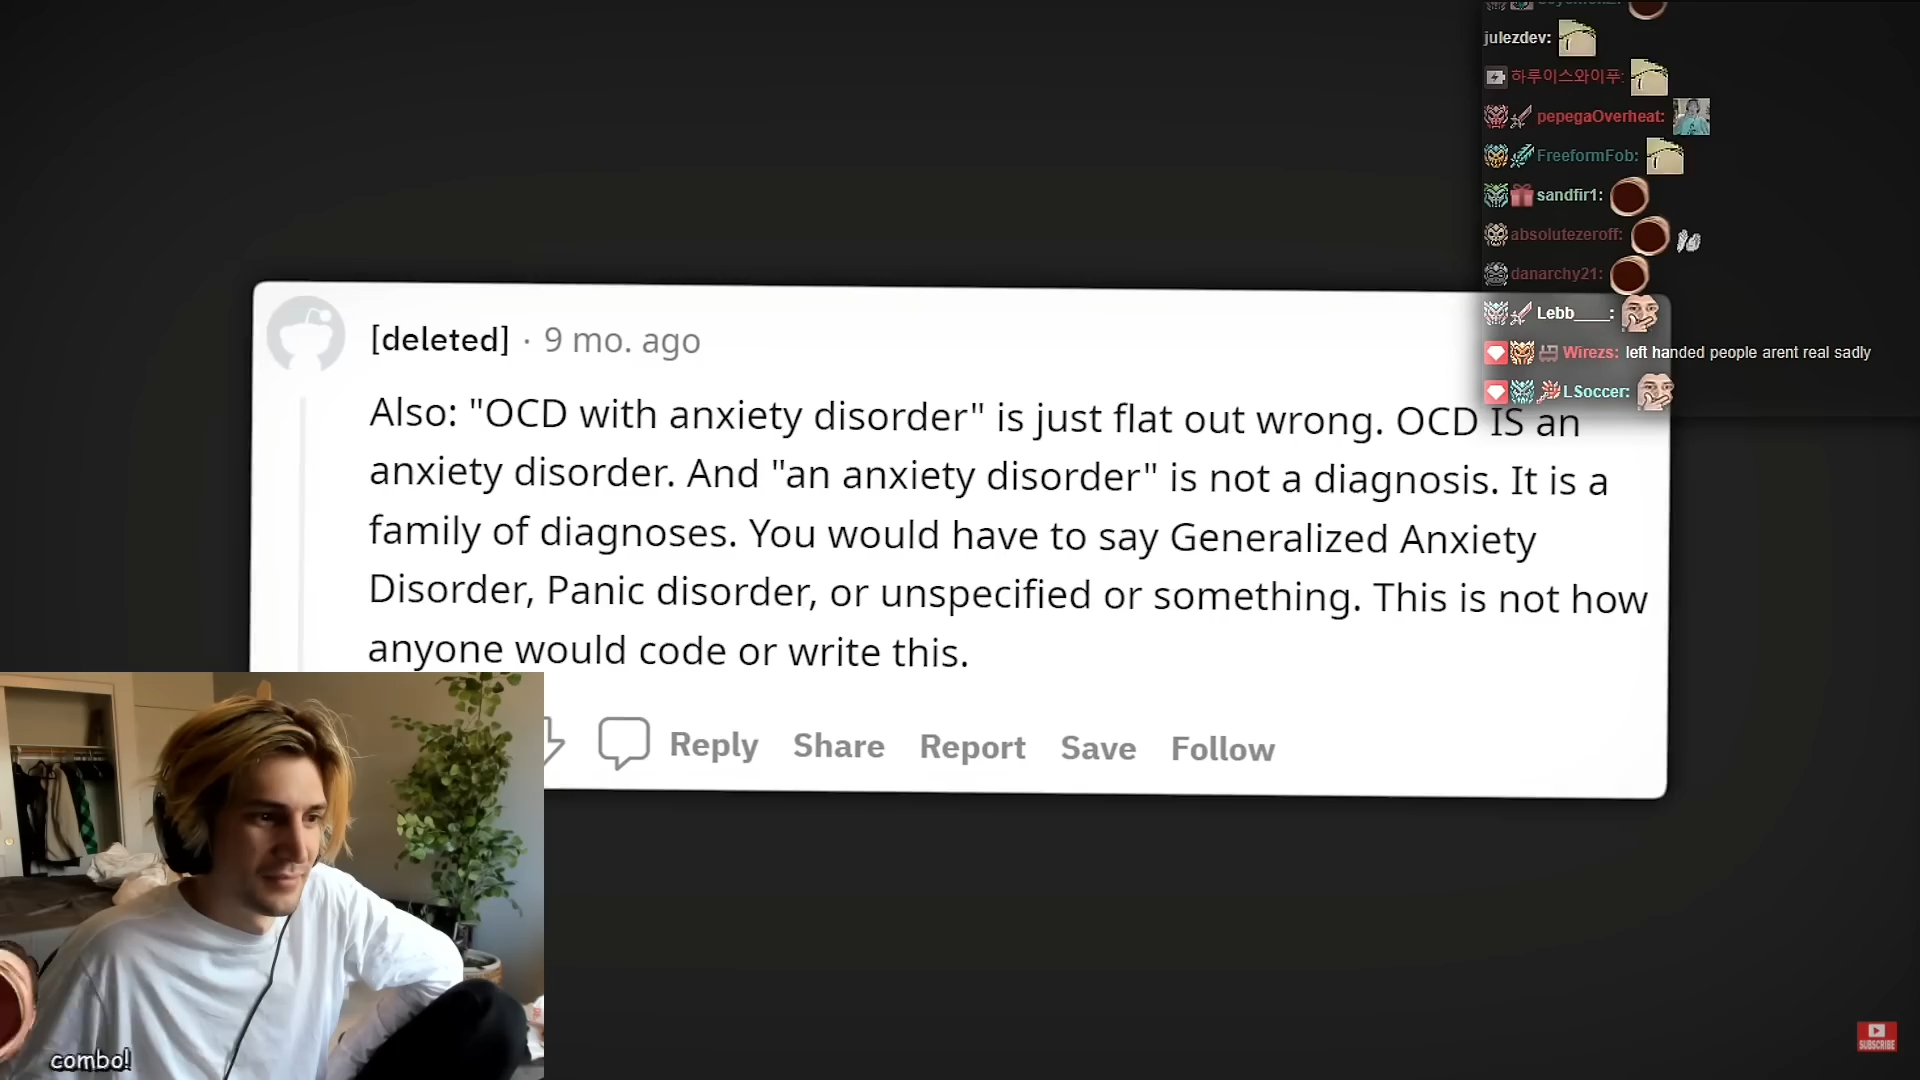 julezdev:
하루이스와이푸:
pepegaOverheat:
FreeformFob:
sandfir1:
absolutezeroff:
danarchy21:
Lebb____:
Wirezs: left handed people arent real sadly
LSoccer:
[deleted] · 9 mo. ago
Also: "OCD with anxiety disorder" is just flat out wrong. OCD IS an
anxiety disorder. And "an anxiety disorder" is not a diagnosis. It is a
family of diagnoses. You would have to say Generalized Anxiety
Disorder, Panic disorder, or unspecified or something. This is not how
anyone would code or write this.
Reply Share Report Save Follow
combo!
SUBSCRIBE